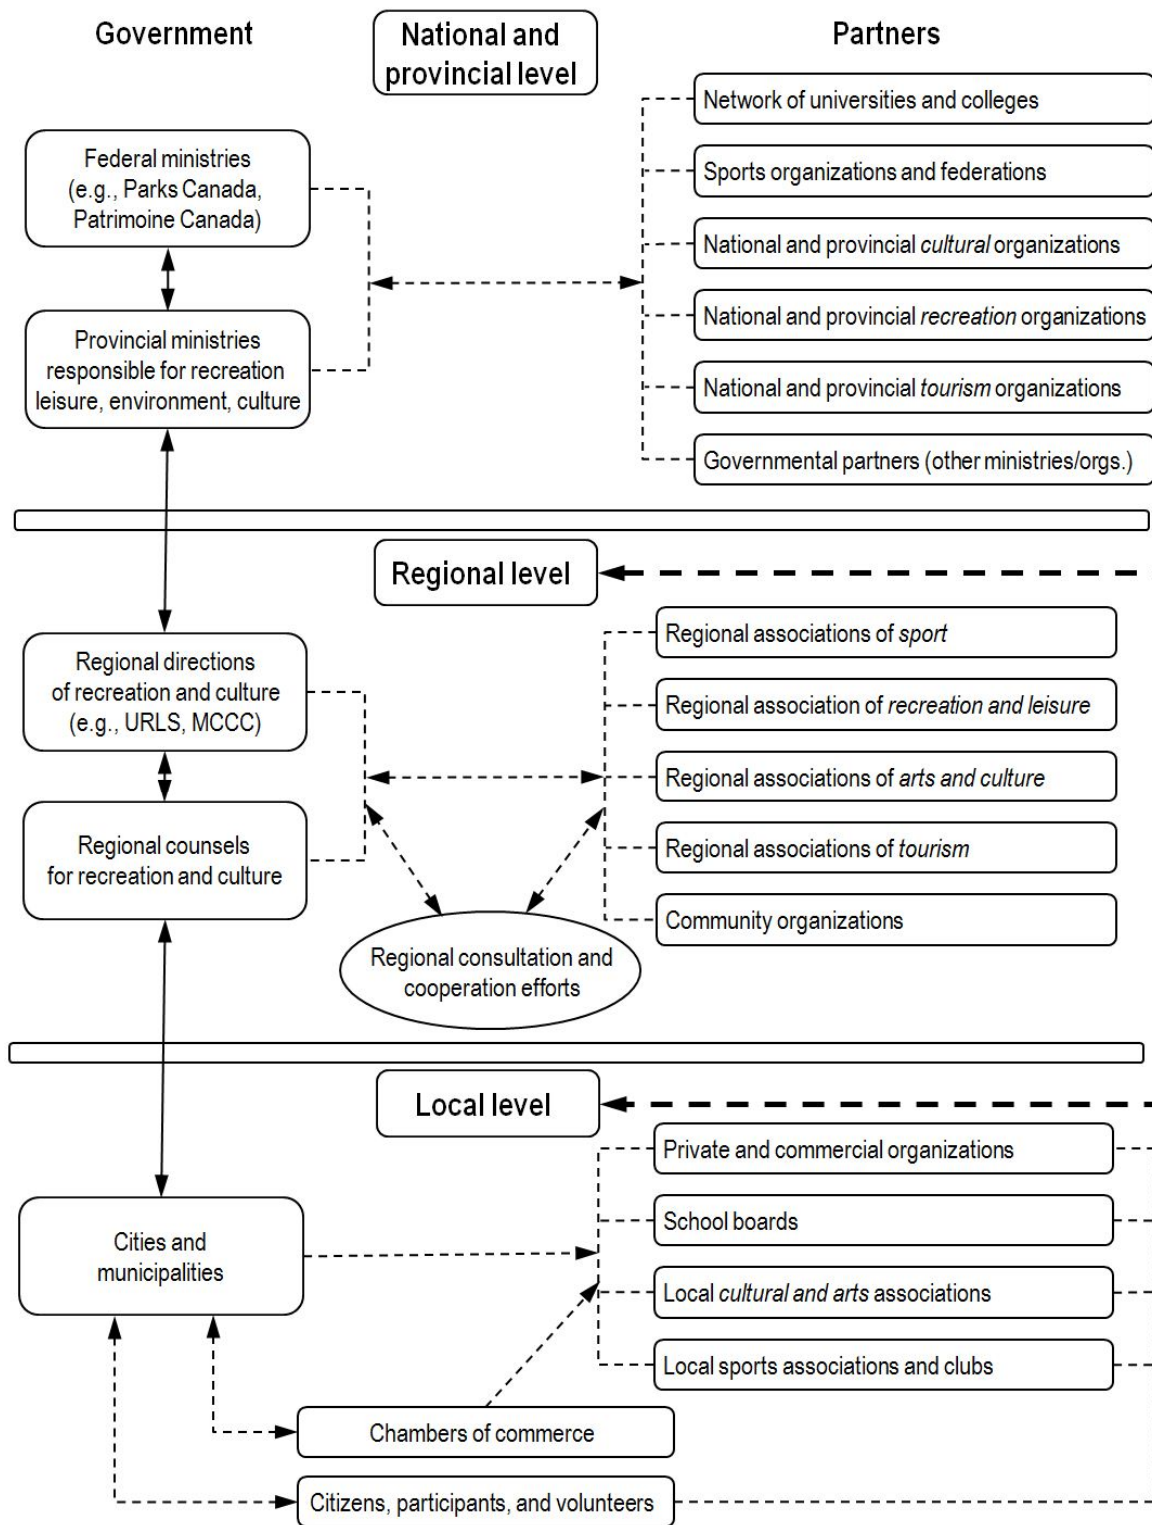 Government
National and
provincial level
Partners
Federal ministries
(e.g., Parks Canada,
Patrimoine Canada)
Provincial ministries
responsible for recreation
leisure, environment, culture
Network of universities and colleges
Sports organizations and federations
National and provincial cultural organizations
National and provincial recreation organizations
National and provincial tourism organizations
Governmental partners (other ministries/orgs.)
Regional level
Regional directions
of recreation and culture
(e.g., URLS, MCCC)
Regional counsels
for recreation and culture
Regional consultation and
cooperation efforts
Regional associations of sport
Regional association of recreation and leisure
Regional associations of arts and culture
Regional associations of tourism
Community organizations
Local level
Cities and
municipalities
Private and commercial organizations
School boards
Local cultural and arts associations
Local sports associations and clubs
Chambers of commerce
Citizens, participants, and volunteers